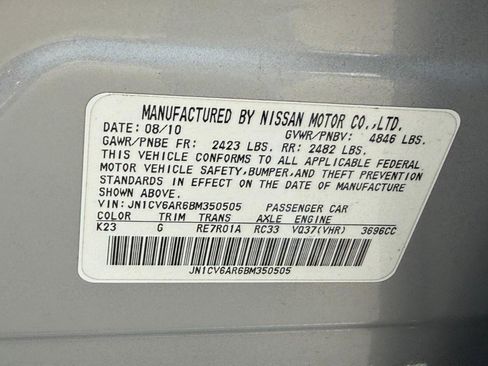 MANUFACTURED BY NISSAN MOTOR CO.,LTD.
DATE: 08/10 GVWR/PNBV: 4846 LBS.
GAWR/PNBE FR: 2423 LBS. RR: 2482 LBS.
THIS VEHICLE CONFORMS TO ALL APPLICABLE FEDERAL
MOTOR VEHICLE SAFETY,BUMPER,AND THEFT PREVENTION
STANDARDS IN EFFECT ON THE DATE OF MANUFACTURE
SHOWN ABOVE.
VIN: JN1CV6AR6BM350505 PASSENGER CAR
COLOR TRIM TRANS AXLE ENGINE
K23 G RE7R01A RC33 VQ37(VHR) 3696CC
JN1CV6AR6BM350505